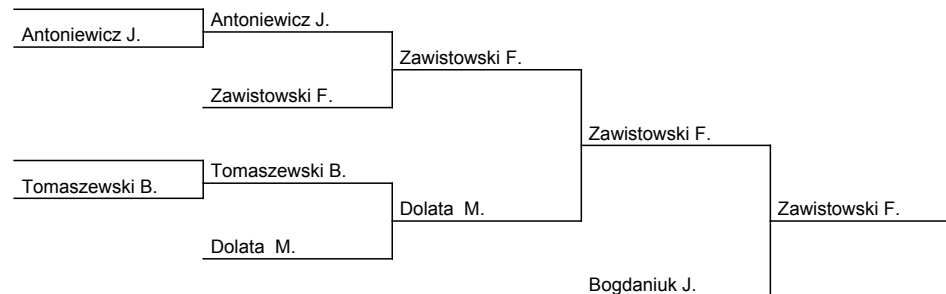 Antoniewicz J.
Antoniewicz J.
Zawistowski F.
Zawistowski F.
Zawistowski F.
Tomaszewski B.
Tomaszewski B.
Dolata  M.
Zawistowski F.
Dolata  M.
Bogdaniuk J.